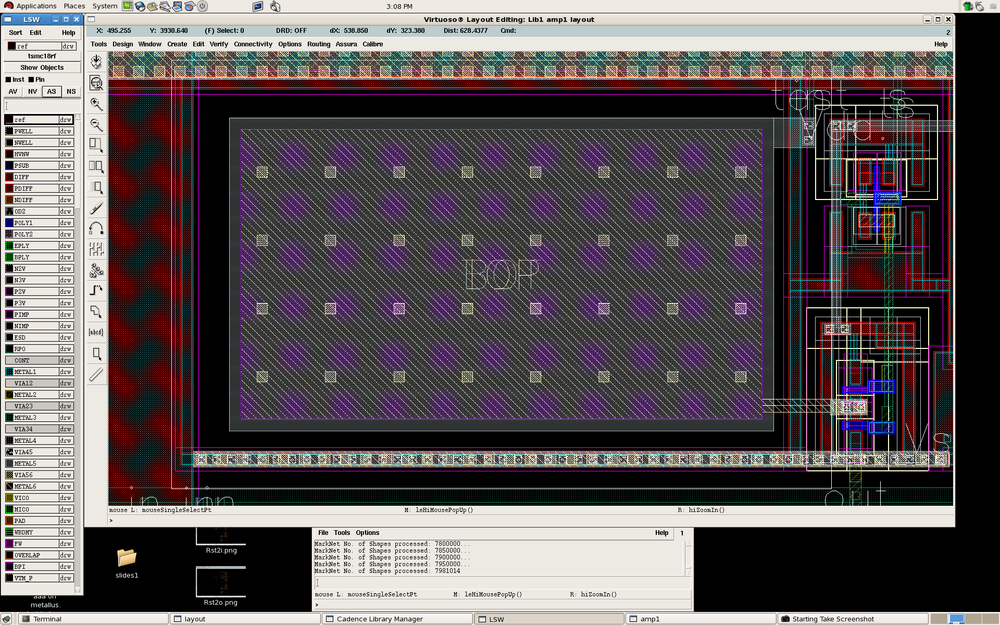 Applications Places System 3:08 PM
LSW
Sort Edit Help
ref drw
tsmc18rf
Show Objects
Inst Pin
AV NV AS NS
ref drw
PWELL drw
NWELL drw
HVNW drw
PSUB drw
DIFF drw
PDIFF drw
NDIFF drw
OD2 drw
POLY1 drw
POLY2 drw
EPLY drw
BPLY drw
N2V drw
N3V drw
P2V drw
P3V drw
PIMP drw
NIMP drw
ESD drw
RPO drw
CONT drw
METAL1 drw
VIA12 drw
METAL2 drw
VIA23 drw
METAL3 drw
VIA34 drw
METAL4 drw
VIA45 drw
METAL5 drw
VIA56 drw
METAL6 drw
VICO drw
MICO drw
PAD drw
WBDMY drw
FW drw
OVERLAP drw
BPI drw
VTM_P drw
Virtuoso® Layout Editing: Lib1 amp1 layout
X: 495.255 Y: 3930.640 (F) Select: 0 DRD: OFF dX: 538.850 dY: 323.380 Dist: 628.4377 Cmd: 2
Tools Design Window Create Edit Verify Connectivity Options Routing Assura Calibre Help
[abcd]
BOP
mouse L: mouseSingleSelectPt M: leHiMousePopUp() R: hiZoomIn()
>
File Tools Options Help 1
MarkNet No. of Shapes processed: 7800000...
MarkNet No. of Shapes processed: 7850000...
MarkNet No. of Shapes processed: 7900000...
MarkNet No. of Shapes processed: 7950000...
MarkNet No. of Shapes processed: 7981014
mouse L: mouseSingleSelectPt M: leHiMousePopUp() R: hiZoomIn()
>
Rst2i.png
slides1
Rst2o.png
metallus.
Terminal layout Cadence Library Manager LSW amp1 Starting Take Screenshot